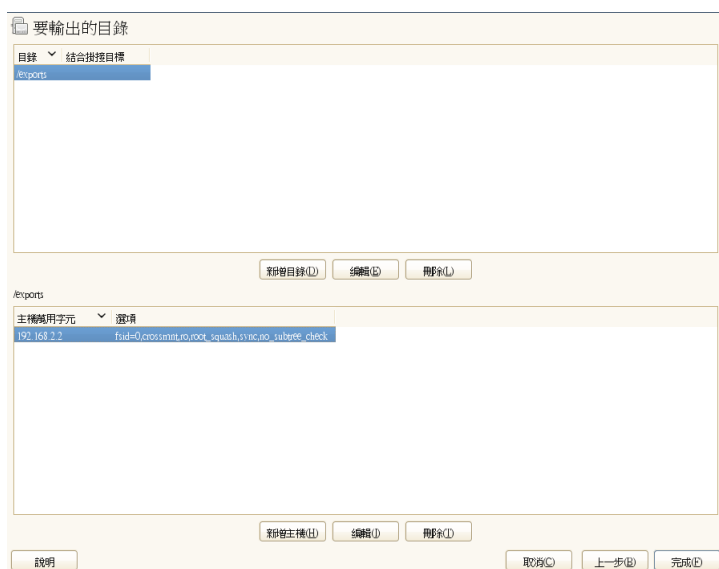 要輸出的目錄
目錄 結合掛接目標
/exports
新增目錄(D) 編輯(E) 刪除(L)
/exports
主機萬用字元 選項
192.168.2.2 fsid=0,crossmnt,ro,root_squash,sync,no_subtree_check
新增主機(H) 編輯(I) 刪除(T)
說明 取消(C) 上一步(B) 完成(F)